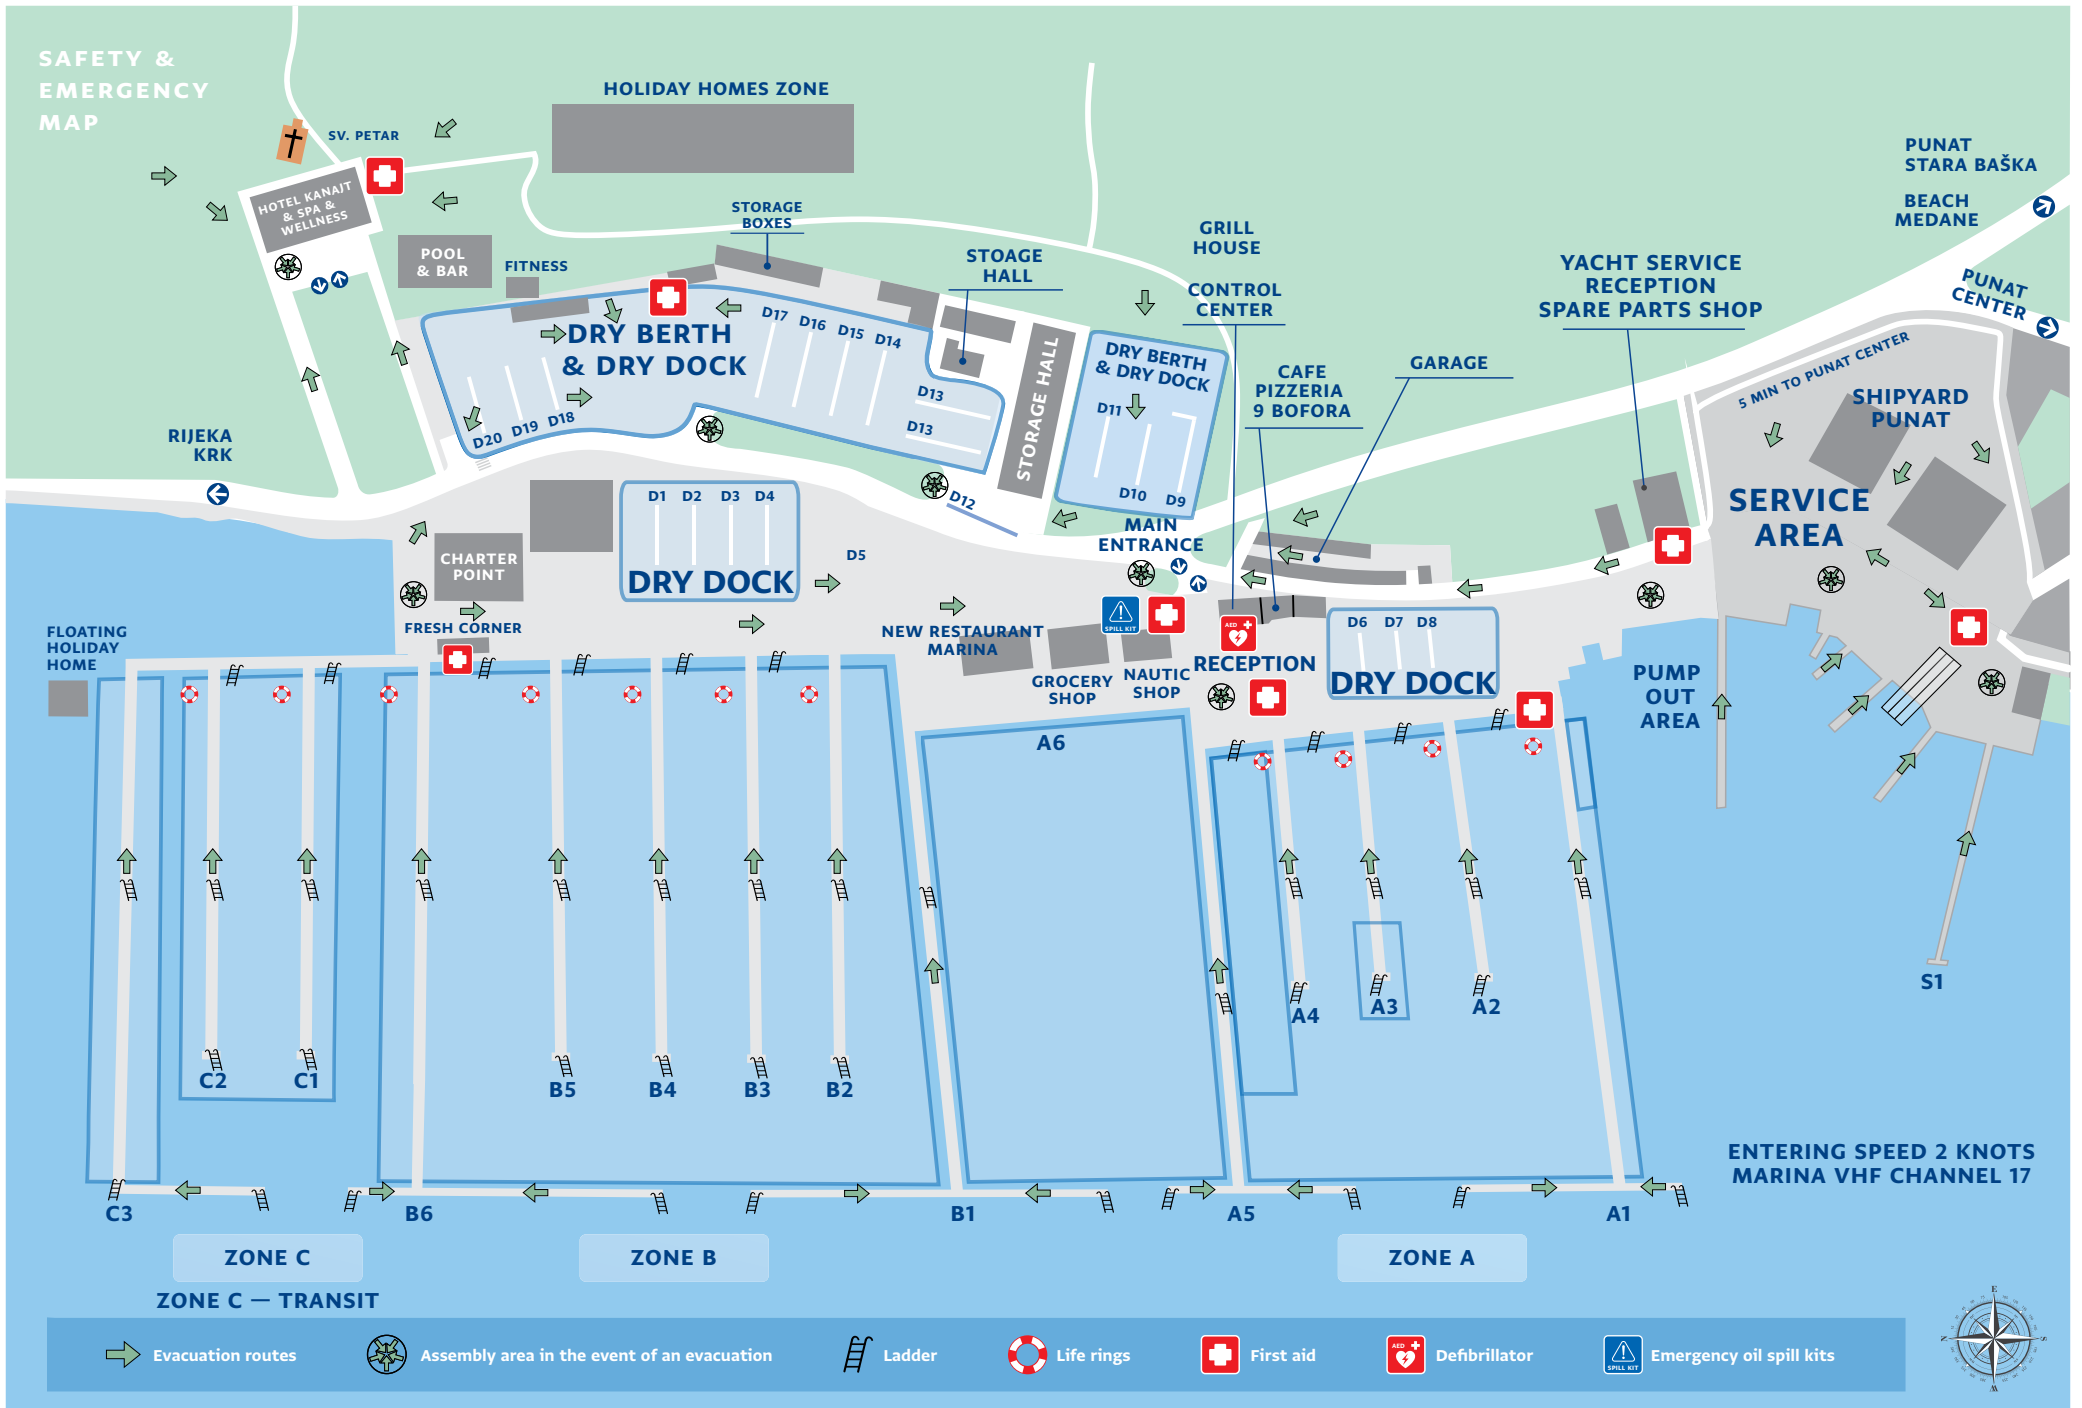 SAFETY &
EMERGENCY
MAP
HOLIDAY HOMES ZONE
SV. PETAR
HOTEL KANAJT
& SPA &
WELLNESS
POOL
& BAR
FITNESS
STORAGE
BOXES
STOAGE
HALL
GRILL
HOUSE
CONTROL
CENTER
CAFE
PIZZERIA
9 BOFORA
GARAGE
YACHT SERVICE
RECEPTION
SPARE PARTS SHOP
PUNAT
STARA BAŠKA
BEACH
MEDANE
PUNAT
CENTER
5 MIN TO PUNAT CENTER
SHIPYARD
PUNAT
SERVICE
AREA
DRY BERTH
& DRY DOCK
D17
D16
D15
D14
D13
D13
D20
D19
D18
STORAGE HALL
DRY BERTH
& DRY DOCK
D11
D10
D9
D12
RIJEKA
KRK
CHARTER
POINT
D1
D2
D3
D4
DRY DOCK
D5
MAIN
ENTRANCE
FRESH CORNER
FLOATING
HOLIDAY
HOME
NEW RESTAURANT
MARINA
SPILL KIT
AED
GROCERY
SHOP
NAUTIC
SHOP
RECEPTION
D6
D7
D8
DRY DOCK
PUMP
OUT
AREA
A6
S1
A4
A3
A2
C2
C1
B5
B4
B3
B2
C3
B6
B1
A5
A1
ENTERING SPEED 2 KNOTS
MARINA VHF CHANNEL 17
ZONE C
ZONE B
ZONE A
ZONE C — TRANSIT
Evacuation routes
Assembly area in the event of an evacuation
Ladder
Life rings
First aid
AED
Defibrillator
SPILL KIT
Emergency oil spill kits
E
N
S
W